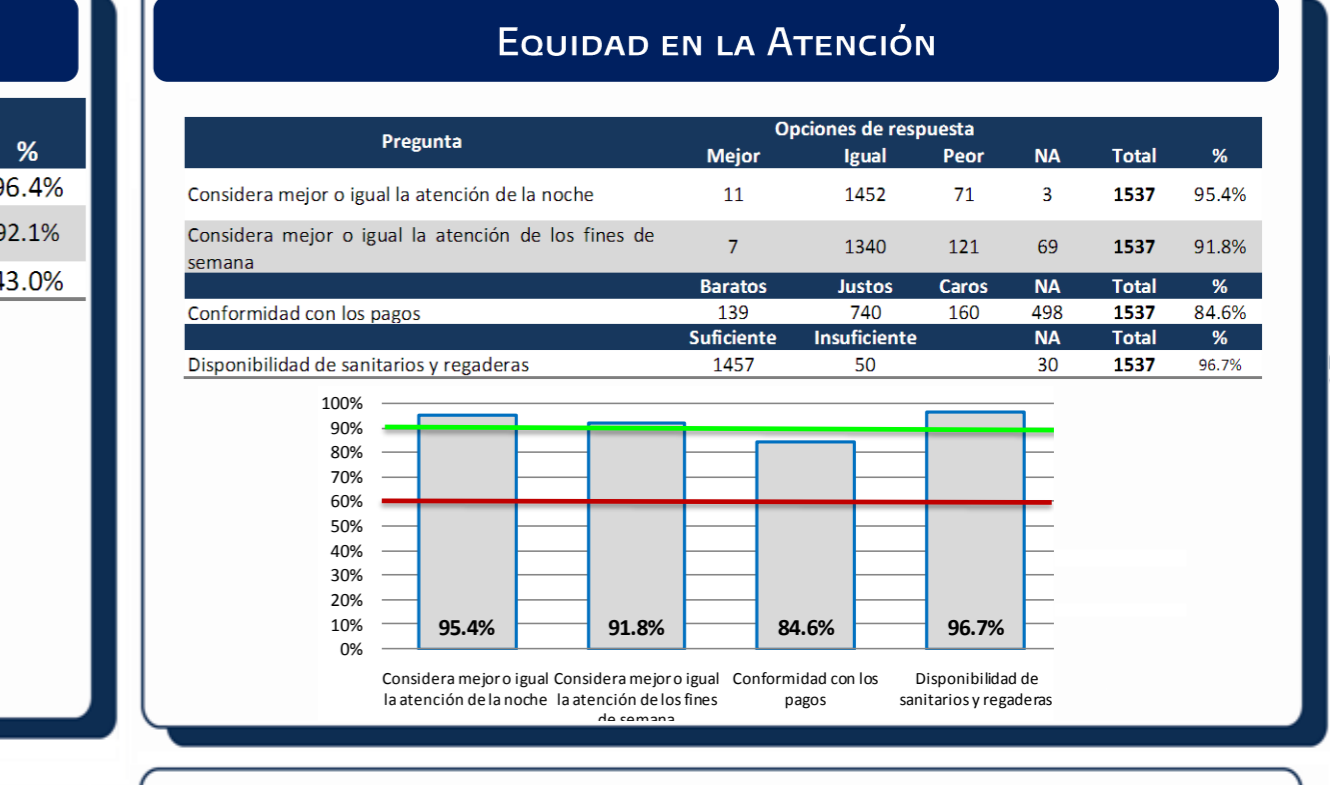 %
96.4%
92.1%
43.0%
Equidad en la Atención
Pregunta Opciones de respuesta
Mejor Igual Peor NA Total %
Considera mejor o igual la atención de la noche 11 1452 71 3 1537 95.4%
Considera mejor o igual la atención de los fines de
semana 7 1340 121 69 1537 91.8%
Baratos Justos Caros NA Total %
Conformidad con los pagos 139 740 160 498 1537 84.6%
Suficiente Insuficiente NA Total %
Disponibilidad de sanitarios y regaderas 1457 50 30 1537 96.7%
100%
90%
80%
70%
60%
50%
40%
30%
20%
10%
0%
95.4% 91.8% 84.6% 96.7%
Considera mejor o igual
la atención de la noche
Considera mejor o igual
la atención de los fines
de semana
Conformidad con los
pagos
Disponibilidad de
sanitarios y regaderas